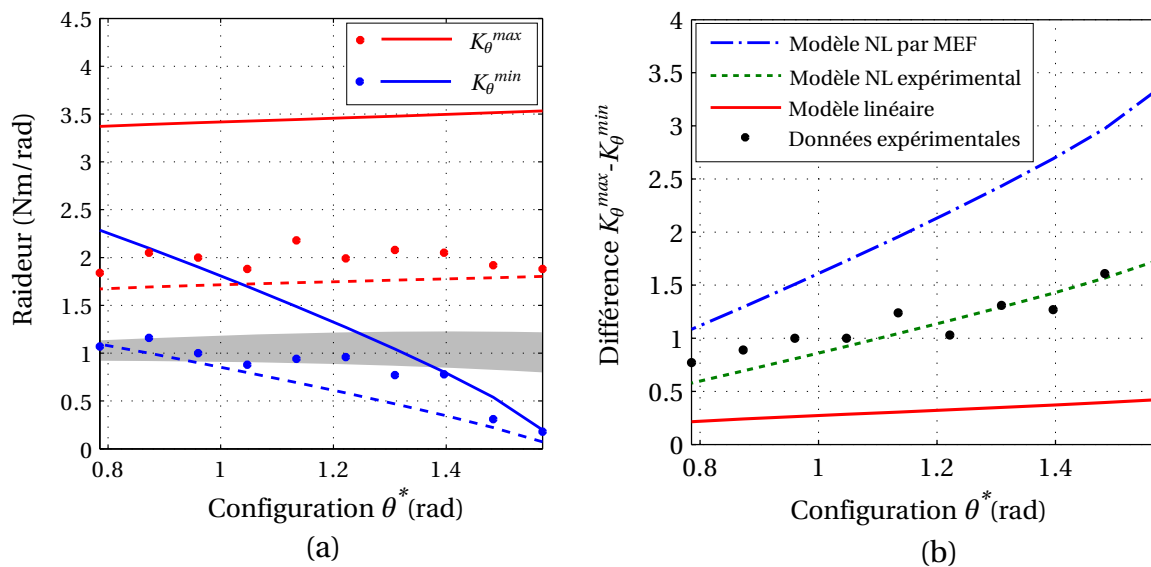 4.5
4
3.5
3
2.5
2
1.5
1
0.5
0
0.8
1
1.2
1.4
Raideur (Nm/rad)
Configuration θ*(rad)
K_θ^max
K_θ^min
(a)
4
3.5
3
2.5
2
1.5
1
0.5
0
0.8
1
1.2
1.4
Différence K_θ^max-K_θ^min
Configuration θ*(rad)
Modèle NL par MEF
Modèle NL expérimental
Modèle linéaire
Données expérimentales
(b)